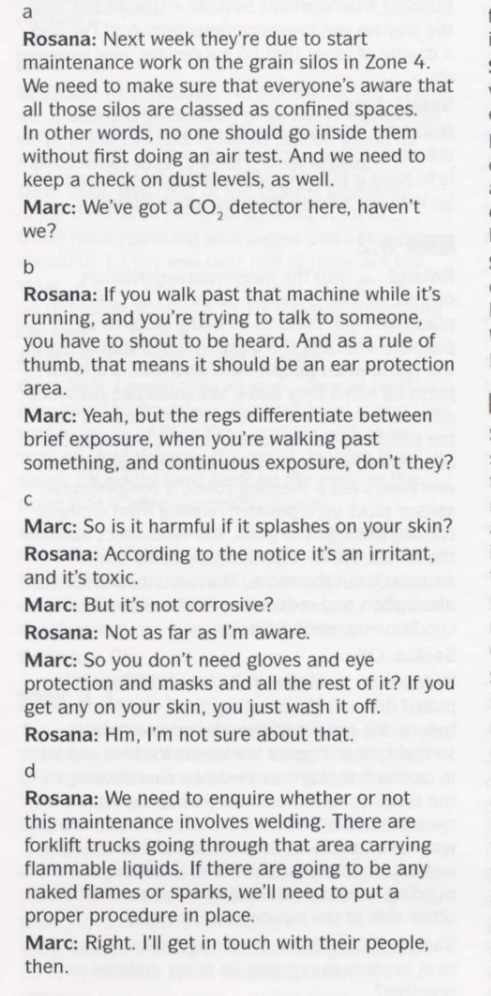 a
Rosana: Next week they're due to start
maintenance work on the grain silos in Zone 4.
We need to make sure that everyone's aware that
all those silos are classed as confined spaces.
In other words, no one should go inside them
without first doing an air test. And we need to
keep a check on dust levels, as well.
Marc: We've got a CO₂ detector here, haven't
we?
b
Rosana: If you walk past that machine while it's
running, and you're trying to talk to someone,
you have to shout to be heard. And as a rule of
thumb, that means it should be an ear protection
area.
Marc: Yeah, but the regs differentiate between
brief exposure, when you're walking past
something, and continuous exposure, don't they?
c
Marc: So is it harmful if it splashes on your skin?
Rosana: According to the notice it's an irritant,
and it's toxic.
Marc: But it's not corrosive?
Rosana: Not as far as I'm aware.
Marc: So you don't need gloves and eye
protection and masks and all the rest of it? If you
get any on your skin, you just wash it off.
Rosana: Hm, I'm not sure about that.
d
Rosana: We need to enquire whether or not
this maintenance involves welding. There are
forklift trucks going through that area carrying
flammable liquids. If there are going to be any
naked flames or sparks, we'll need to put a
proper procedure in place.
Marc: Right. I'll get in touch with their people,
then.